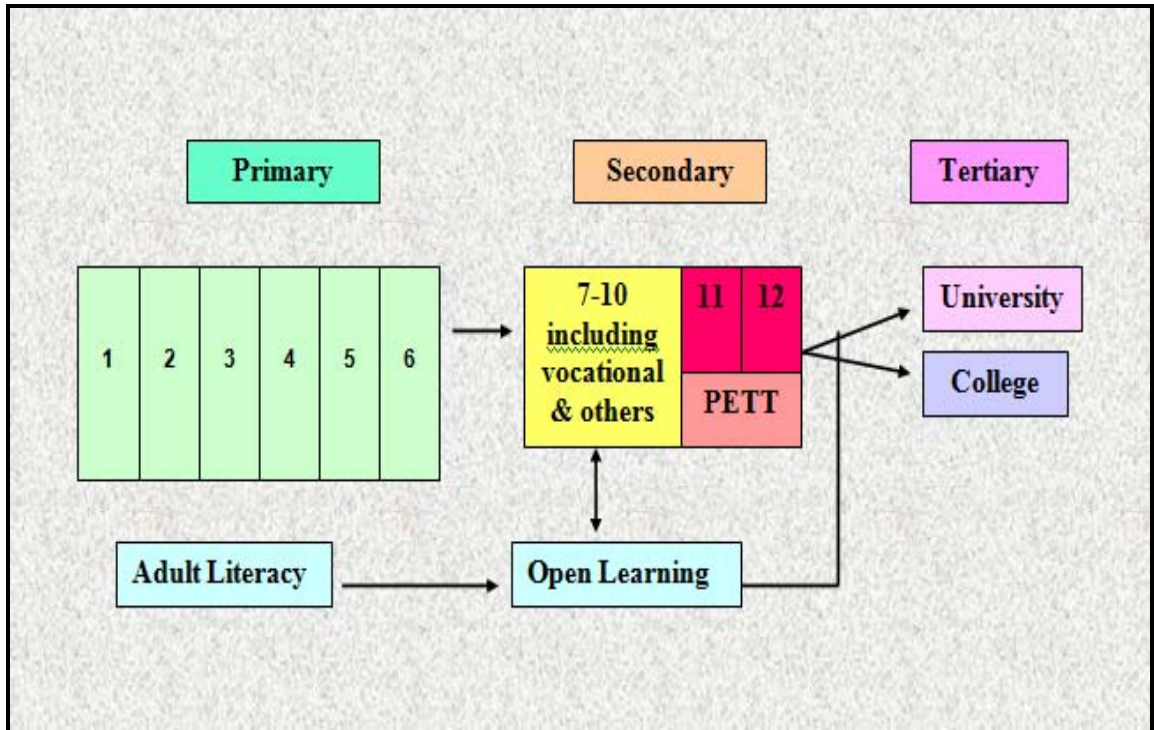 Primary
Secondary
Tertiary
1
2
3
4
5
6
7-10
including
vocational
& others
11
12
PETT
University
College
Adult Literacy
Open Learning